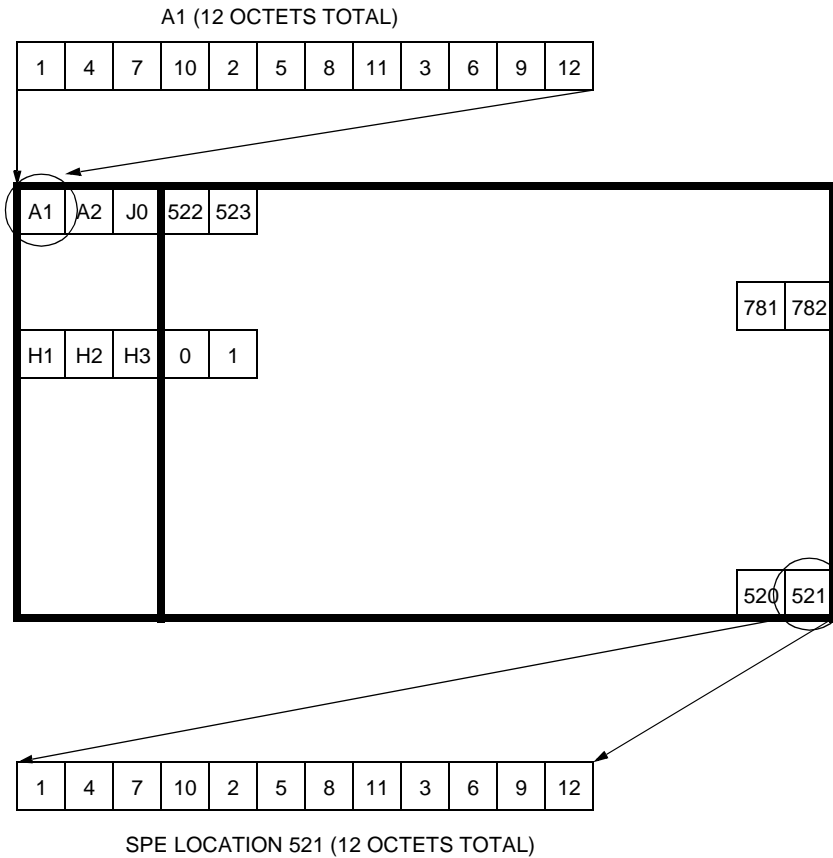 A1 (12 OCTETS TOTAL)
1 4 7 10 2 5 8 11 3 6 9 12
A1 A2 J0 522 523
781 782
H1 H2 H3 0 1
520 521
1 4 7 10 2 5 8 11 3 6 9 12
SPE LOCATION 521 (12 OCTETS TOTAL)